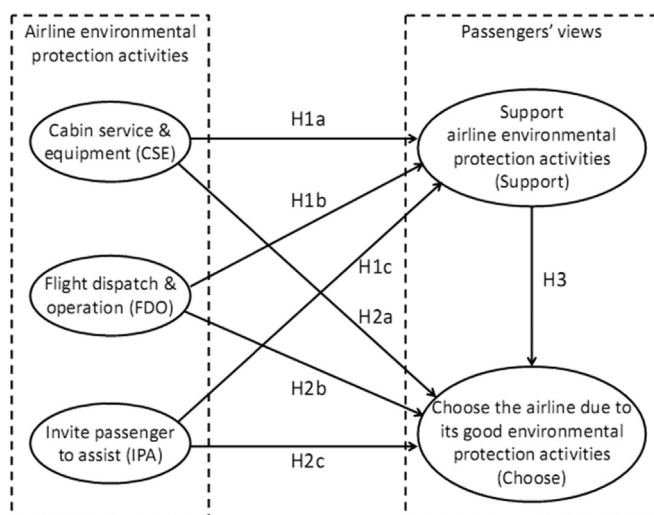 Airline environmental
protection activities
Passengers' views
Cabin service &
equipment (CSE)
H1a
Support
airline environmental
protection activities
(Support)
H1b
H1c
Flight dispatch &
operation (FDO)
H3
H2a
H2b
Invite passenger
to assist (IPA)
H2c
Choose the airline due to
its good environmental
protection activities
(Choose)